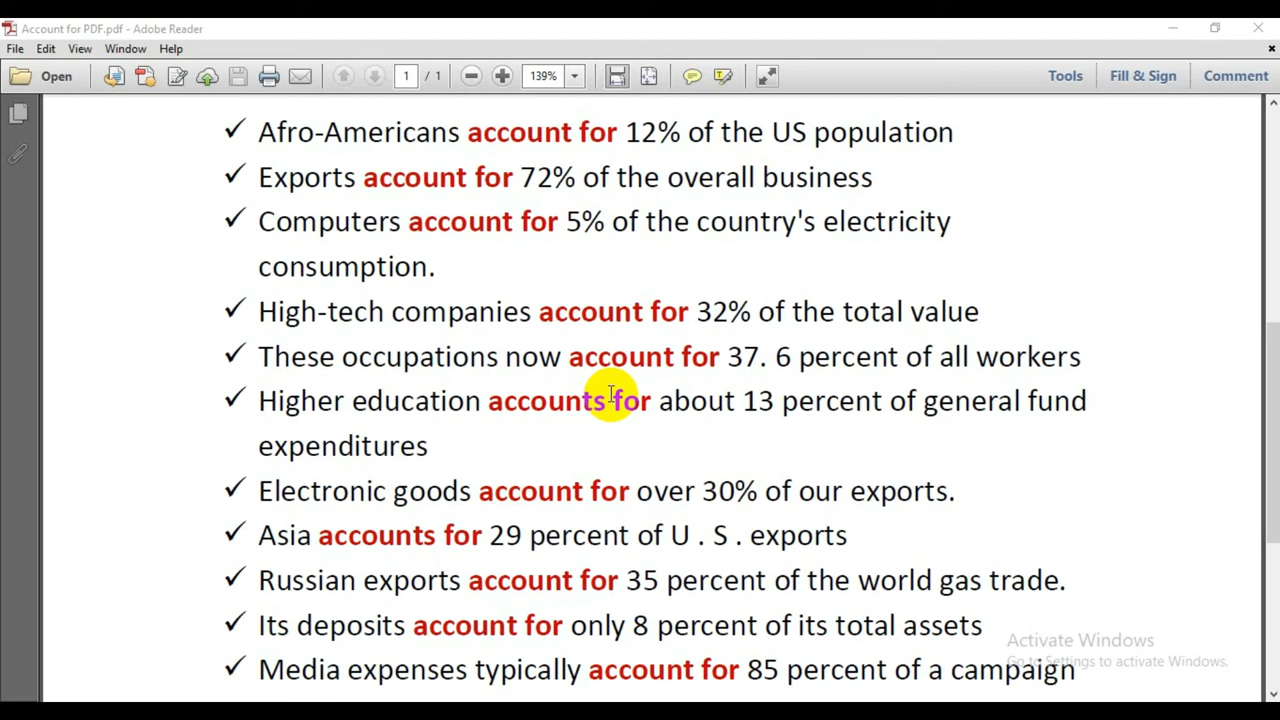 Account for PDF.pdf - Adobe Reader
File Edit View Window Help
Open 1 / 1 139% Tools Fill & Sign Comment
✓ Afro-Americans account for 12% of the US population
✓ Exports account for 72% of the overall business
✓ Computers account for 5% of the country's electricity
consumption.
✓ High-tech companies account for 32% of the total value
✓ These occupations now account for 37. 6 percent of all workers
✓ Higher education accounts for about 13 percent of general fund
expenditures
✓ Electronic goods account for over 30% of our exports.
✓ Asia accounts for 29 percent of U . S . exports
✓ Russian exports account for 35 percent of the world gas trade.
✓ Its deposits account for only 8 percent of its total assets
Activate Windows
Go to Settings to activate Windows.
✓ Media expenses typically account for 85 percent of a campaign